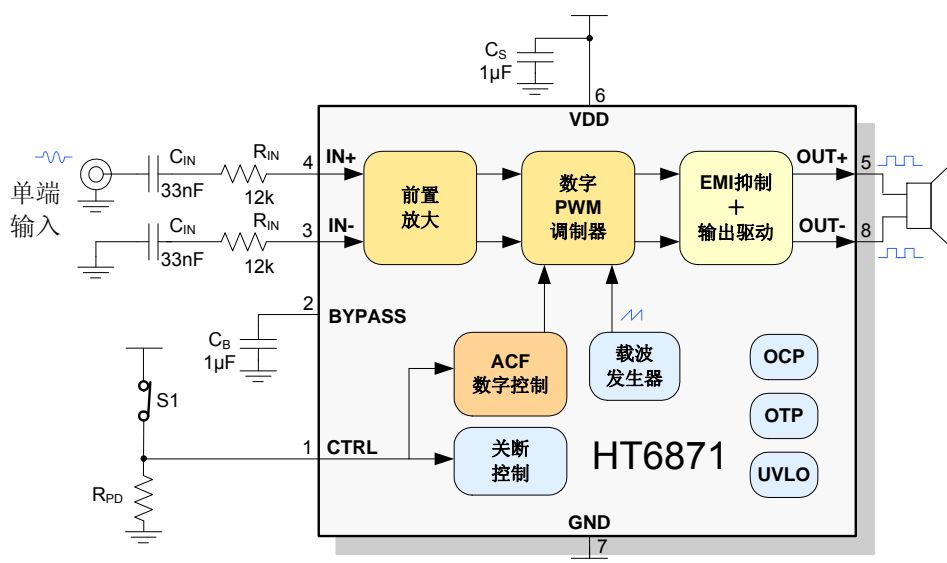 CS
1µF
6
VDD
单端
输入
CIN
33nF
RIN
12k
4
IN+
CIN
33nF
RIN
12k
3
IN-
前置
放大
数字
PWM
调制器
EMI抑制
＋
输出驱动
OUT+
5
OUT-
8
2
BYPASS
CB
1µF
S1
RPD
1
CTRL
ACF
数字控制
载波
发生器
关断
控制
HT6871
OCP
OTP
UVLO
GND
7